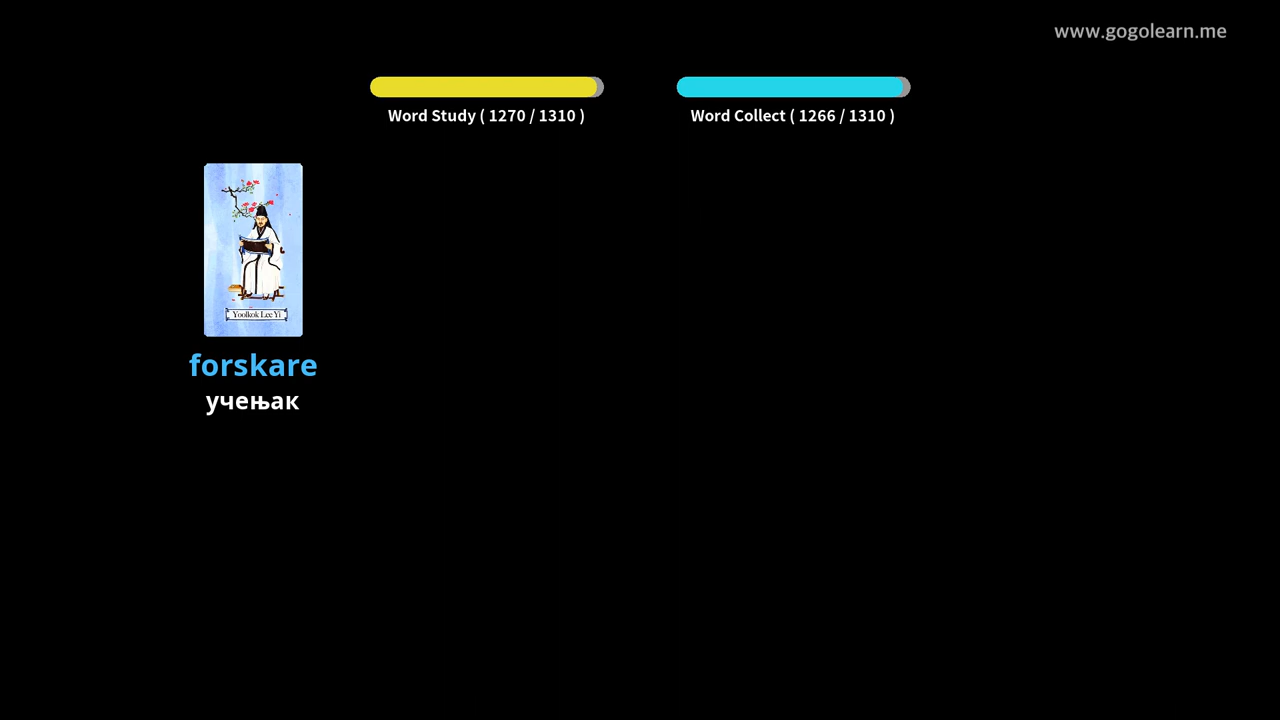 www.gogolearn.me
Word Study ( 1270 / 1310 )
Word Collect ( 1266 / 1310 )
Yoolkok Lee Yi
forskare
учењак